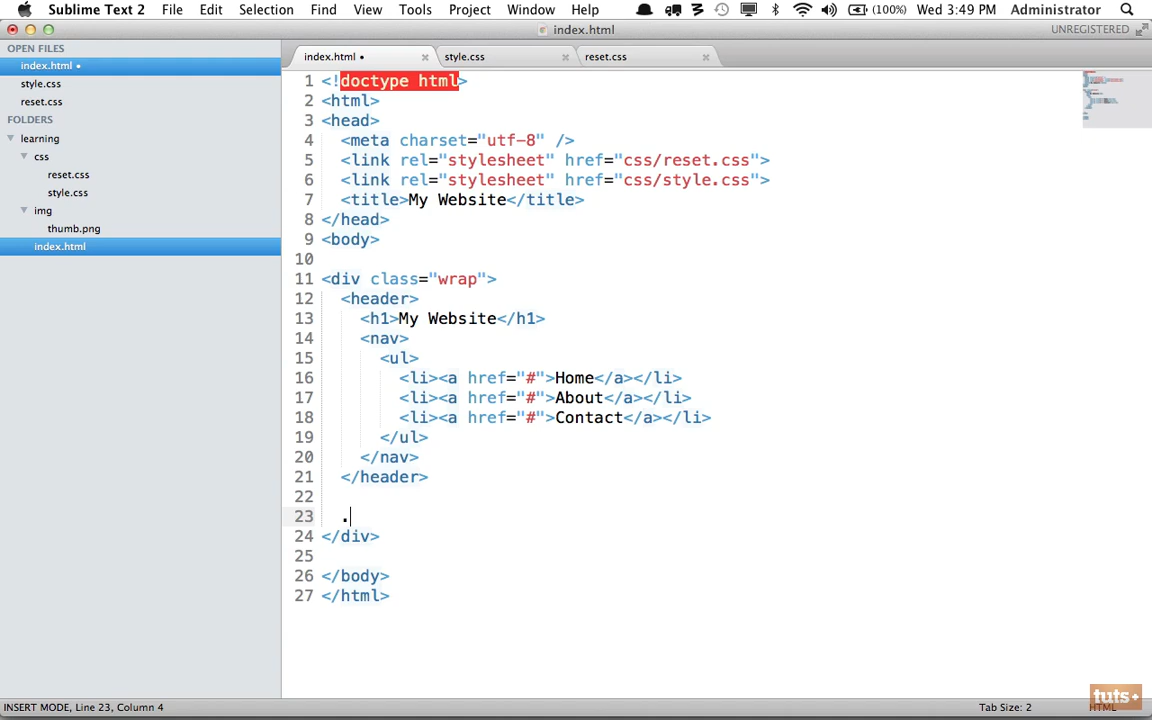 Sublime Text 2 File Edit Selection Find View Tools Project Window Help (100%) Wed 3:49 PM Administrator
index.html UNREGISTERED
OPEN FILES
index.html •
style.css
reset.css
FOLDERS
learning
css
reset.css
style.css
img
thumb.png
index.html
index.html • style.css reset.css
1 <!doctype html>
2 <html>
3 <head>
4 <meta charset="utf-8" />
5 <link rel="stylesheet" href="css/reset.css">
6 <link rel="stylesheet" href="css/style.css">
7 <title>My Website</title>
8 </head>
9 <body>
10
11 <div class="wrap">
12 <header>
13 <h1>My Website</h1>
14 <nav>
15 <ul>
16 <li><a href="#">Home</a></li>
17 <li><a href="#">About</a></li>
18 <li><a href="#">Contact</a></li>
19 </ul>
20 </nav>
21 </header>
22
23 .
24 </div>
25
26 </body>
27 </html>
tuts+
INSERT MODE, Line 23, Column 4 Tab Size: 2 HTML